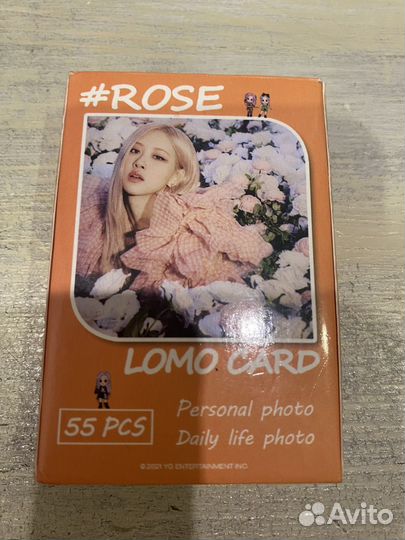 #ROSE
LOMO CARD
55 PCS
Personal photo
Daily life photo
© 2021 YG ENTERTAINMENT INC.
Avito